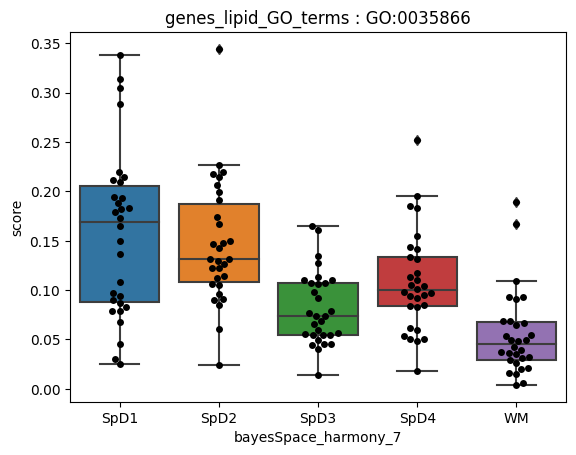 genes_lipid_GO_terms : GO:0035866
0.35
0.30
0.25
0.20
0.15
0.10
0.05
0.00
score
SpD1 SpD2 SpD3 SpD4 WM
bayesSpace_harmony_7